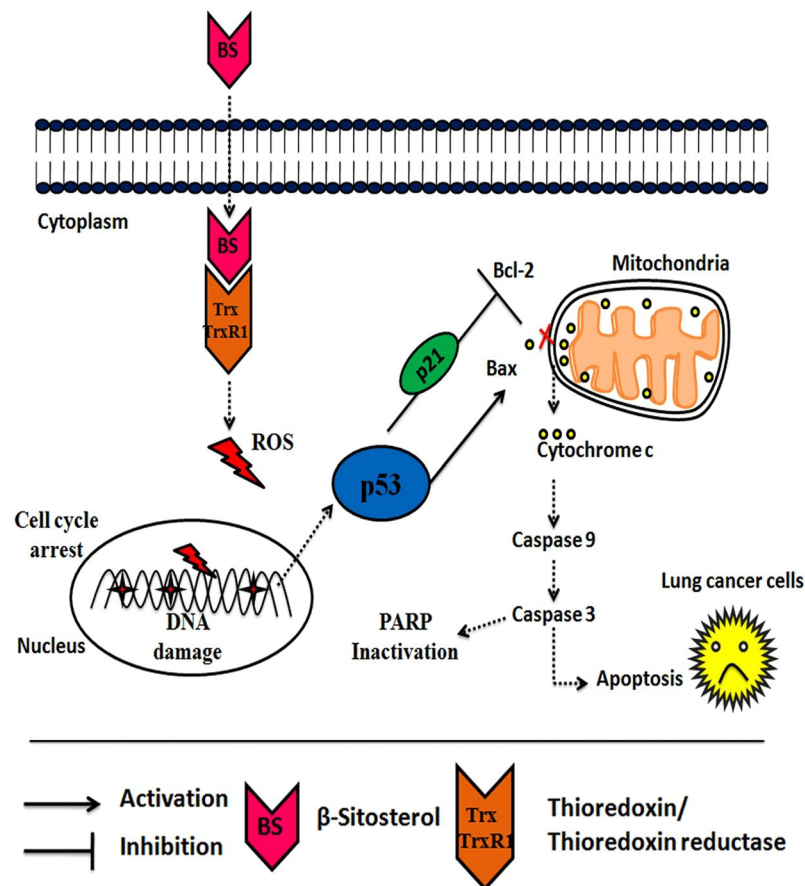 BS
Cytoplasm
BS
Trx
TrxR1
ROS
Bcl-2
Mitochondria
p21
Bax
p53
Cytochrome c
Cell cycle
arrest
DNA
damage
Nucleus
Caspase 9
Caspase 3
PARP
Inactivation
Apoptosis
Lung cancer cells
Activation
Inhibition
BS
β-Sitosterol
Trx
TrxR1
Thioredoxin/
Thioredoxin reductase